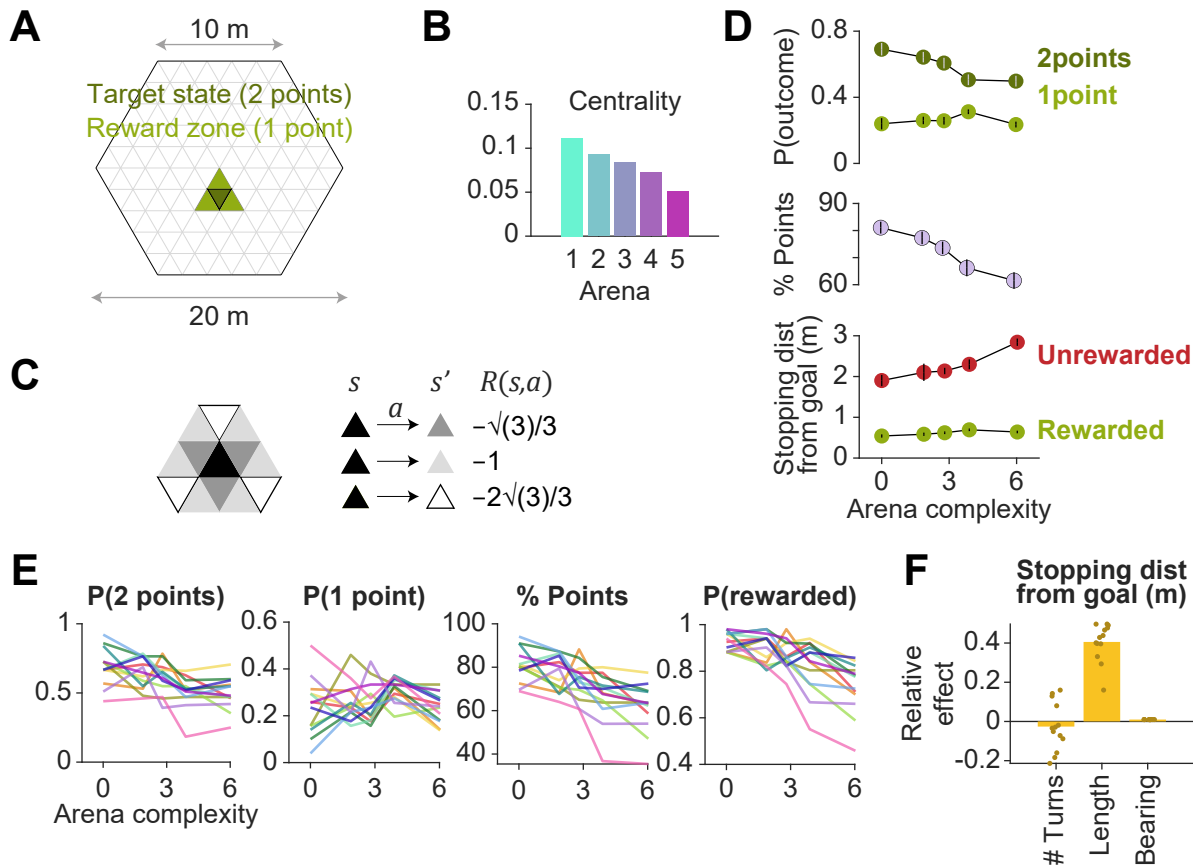 A
10 m
Target state (2 points)
Reward zone (1 point)
20 m
B
Centrality
0.15
0.1
0.05
0
1 2 3 4 5
Arena
C
s a s' R(s,a)
−√(3)/3
−1
−2√(3)/3
D
P(outcome)
0.8
0.4
0
2points
1point
% Points
90
60
Stopping dist
from goal (m)
3
2
1
0
Unrewarded
Rewarded
0 3 6
Arena complexity
E
P(2 points)
1
0.5
0
0 3 6
Arena complexity
P(1 point)
0.6
0.4
0.2
0
0 3 6
% Points
100
80
60
40
0 3 6
P(rewarded)
1
0.8
0.6
0.4
0 3 6
F
Stopping dist
from goal (m)
Relative
effect
0.4
0.2
0
-0.2
# Turns
Length
Bearing